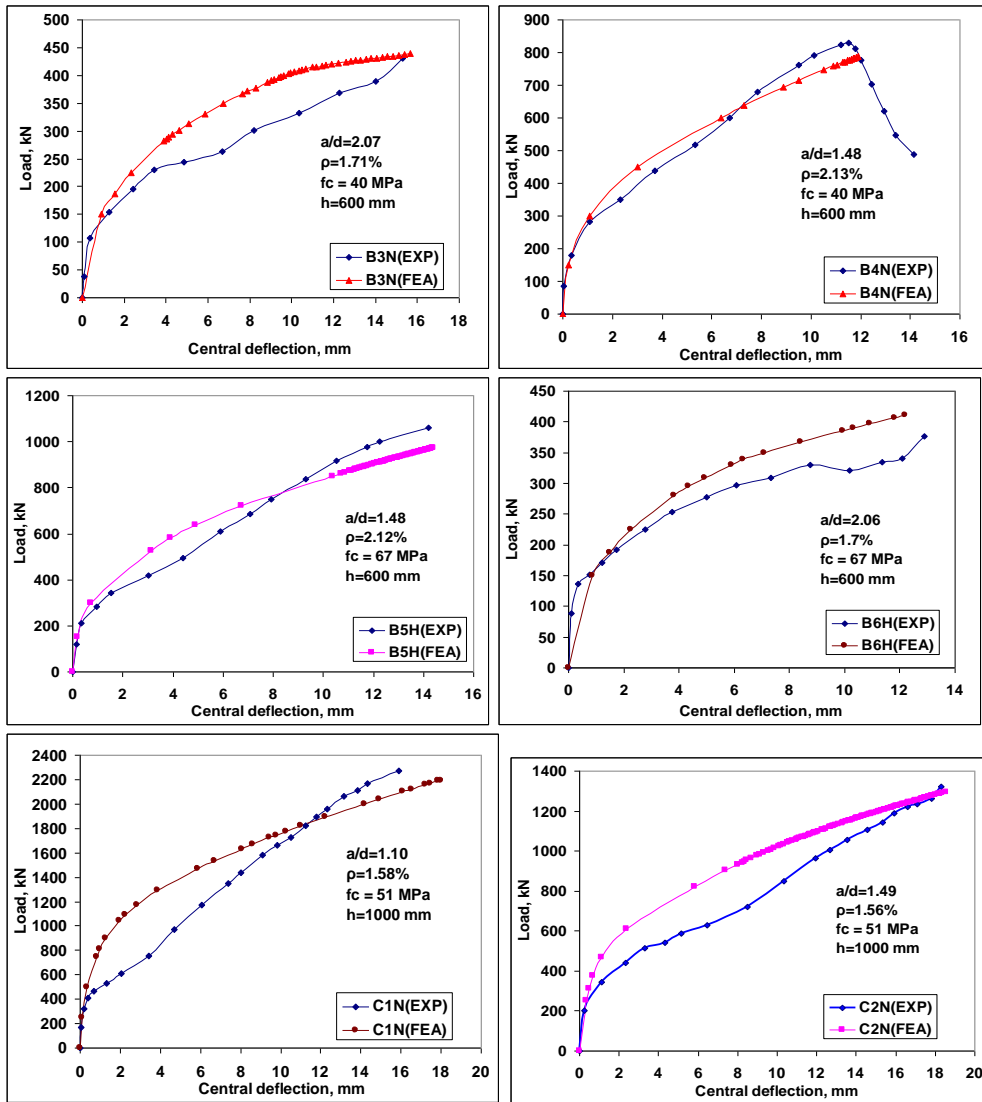 500
450
400
350
300
250
200
150
100
50
0
Load, kN
a/d=2.07
ρ=1.71%
fc = 40 MPa
h=600 mm
B3N(EXP)
B3N(FEA)
0 2 4 6 8 10 12 14 16 18
Central deflection, mm
900
800
700
600
500
400
300
200
100
0
Load, kN
a/d=1.48
ρ=2.13%
fc = 40 MPa
h=600 mm
B4N(EXP)
B4N(FEA)
0 2 4 6 8 10 12 14 16
Central deflection, mm
1200
1000
800
600
400
200
0
Load, kN
a/d=1.48
ρ=2.12%
fc = 67 MPa
h=600 mm
B5H(EXP)
B5H(FEA)
0 2 4 6 8 10 12 14 16
Central deflection, mm
450
400
350
300
250
200
150
100
50
0
Load, kN
a/d=2.06
ρ=1.7%
fc = 67 MPa
h=600 mm
B6H(EXP)
B6H(FEA)
0 2 4 6 8 10 12 14
Central deflection, mm
2400
2200
2000
1800
1600
1400
1200
1000
800
600
400
200
0
Load, kN
a/d=1.10
ρ=1.58%
fc = 51 MPa
h=1000 mm
C1N(EXP)
C1N(FEA)
0 2 4 6 8 10 12 14 16 18 20
Central deflection, mm
1400
1200
1000
800
600
400
200
0
Load, kN
a/d=1.49
ρ=1.56%
fc = 51 MPa
h=1000 mm
C2N(EXP)
C2N(FEA)
0 2 4 6 8 10 12 14 16 18 20
Central deflection, mm